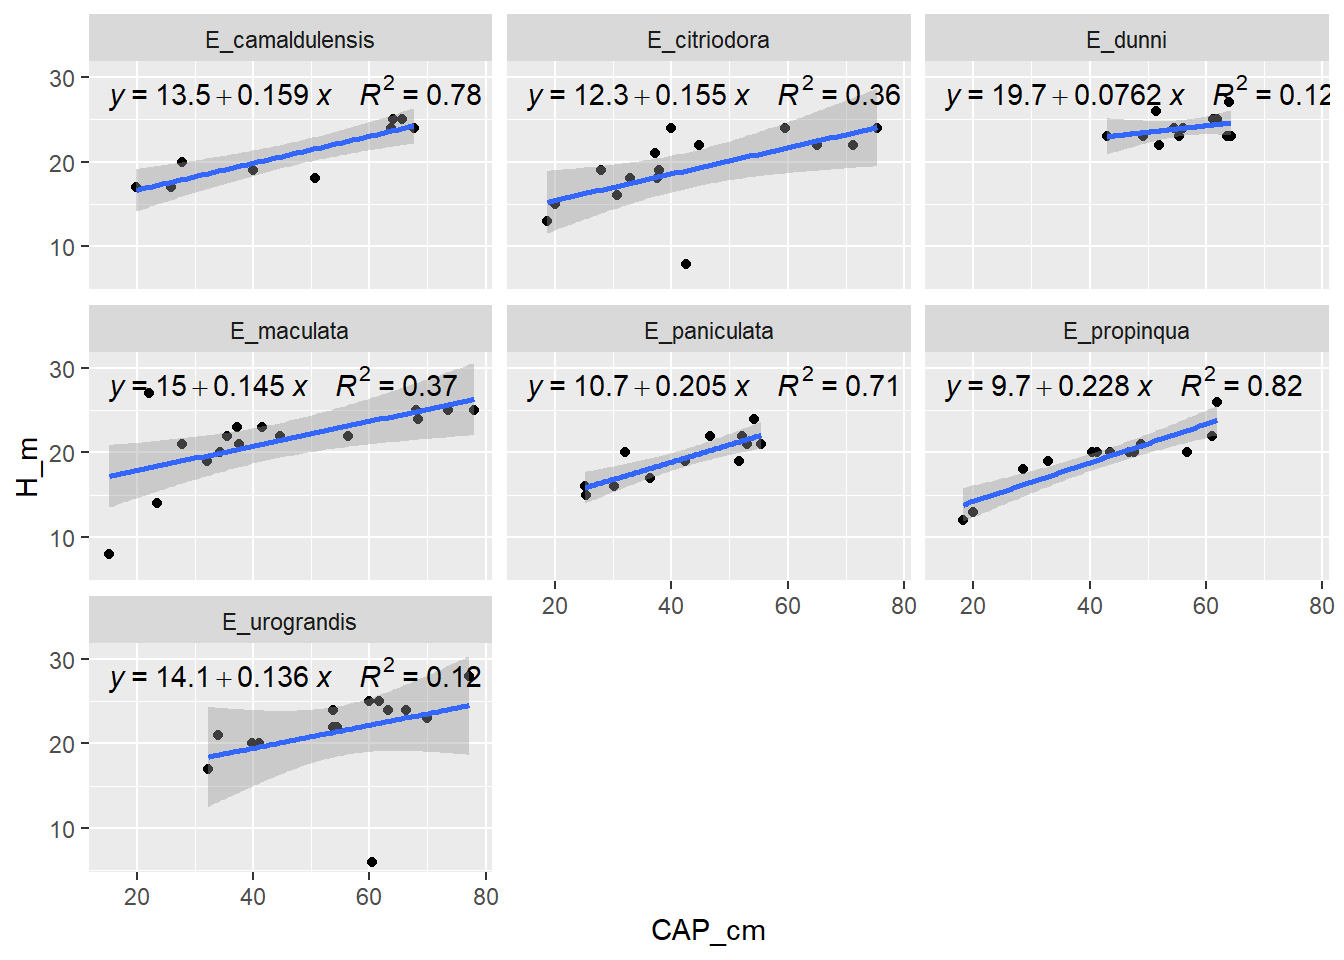 E_camaldulensis E_citriodora E_dunni
30
y = 13.5 + 0.159 x R² = 0.78 y = 12.3 + 0.155 x R² = 0.36 y = 19.7 + 0.0762 x R² = 0.12
20
10
E_maculata E_paniculata E_propinqua
30
y = 15 + 0.145 x R² = 0.37 y = 10.7 + 0.205 x R² = 0.71 y = 9.7 + 0.228 x R² = 0.82
20
H_m
10
20 40 60 80 20 40 60 80
E_urograndis
30
y = 14.1 + 0.136 x R² = 0.12
20
10
20 40 60 80
CAP_cm